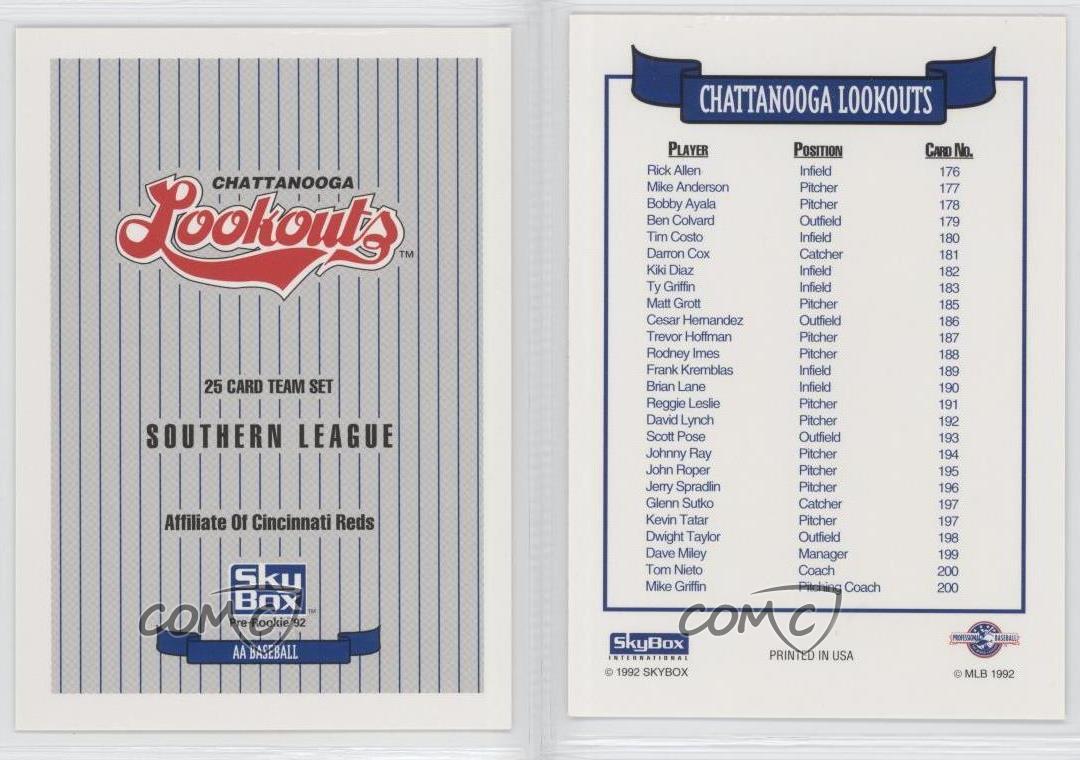 CHATTANOOGA
Lookouts™
25 CARD TEAM SET
SOUTHERN LEAGUE
Affiliate Of Cincinnati Reds
Sky
Box™
Pre-Rookie '92
AA BASEBALL
COMC
CHATTANOOGA LOOKOUTS
PLAYER POSITION CARD NO.
Rick Allen Infield 176
Mike Anderson Pitcher 177
Bobby Ayala Pitcher 178
Ben Colvard Outfield 179
Tim Costo Infield 180
Darron Cox Catcher 181
Kiki Diaz Infield 182
Ty Griffin Infield 183
Matt Grott Pitcher 185
Cesar Hernandez Outfield 186
Trevor Hoffman Pitcher 187
Rodney Imes Pitcher 188
Frank Kremblas Infield 189
Brian Lane Infield 190
Reggie Leslie Pitcher 191
David Lynch Pitcher 192
Scott Pose Outfield 193
Johnny Ray Pitcher 194
John Roper Pitcher 195
Jerry Spradlin Pitcher 196
Glenn Sutko Catcher 197
Kevin Tatar Pitcher 197
Dwight Taylor Outfield 198
Dave Miley Manager 199
Tom Nieto Coach 200
Mike Griffin Pitching Coach 200
COMC
SkyBox
INTERNATIONAL
© 1992 SKYBOX
PRINTED IN USA
PROFESSIONAL BASEBALL
© MLB 1992